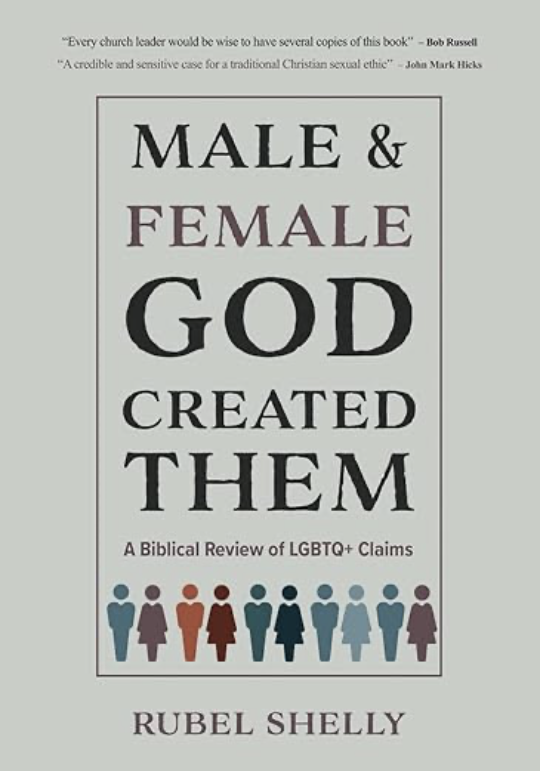 “Every church leader would be wise to have several copies of this book” – Bob Russell
“A credible and sensitive case for a traditional Christian sexual ethic” – John Mark Hicks
MALE &
FEMALE
GOD
CREATED
THEM
A Biblical Review of LGBTQ+ Claims
RUBEL SHELLY